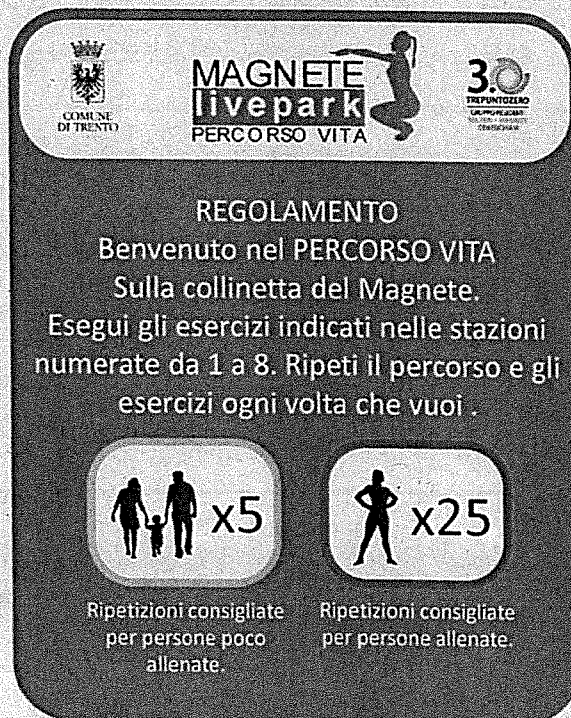 COMUNE
DI TRENTO
MAGNETE
livepark
PERCORSO VITA
3.0
TREPUNTOZERO
REGOLAMENTO
Benvenuto nel PERCORSO VITA
Sulla collinetta del Magnete.
Esegui gli esercizi indicati nelle stazioni
numerate da 1 a 8. Ripeti il percorso e gli
esercizi ogni volta che vuoi .
x5
x25
Ripetizioni consigliate
per persone poco
allenate.
Ripetizioni consigliate
per persone allenate.